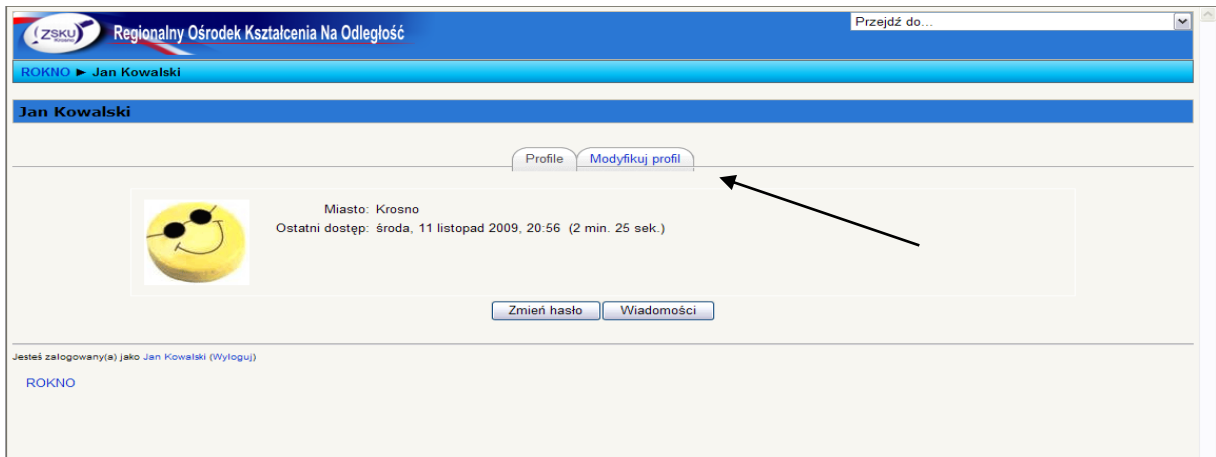 (ZSKU)
Regionalny Ośrodek Kształcenia Na Odległość
Przejdź do...
ROKNO ► Jan Kowalski
Jan Kowalski
Profile Modyfikuj profil
Miasto: Krosno
Ostatni dostęp: środa, 11 listopad 2009, 20:56 (2 min. 25 sek.)
Zmień hasło Wiadomości
Jesteś zalogowany(a) jako Jan Kowalski (Wyloguj)
ROKNO